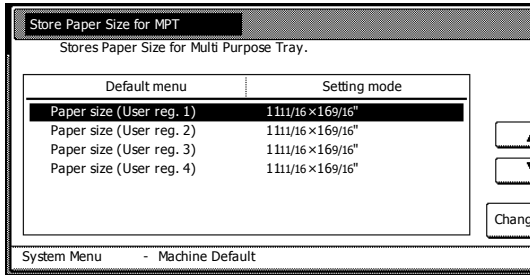 Store Paper Size for MPT
Stores Paper Size for Multi Purpose Tray.
Default menu Setting mode
Paper size (User reg. 1) 1111/16×169/16"
Paper size (User reg. 2) 1111/16×169/16"
Paper size (User reg. 3) 1111/16×169/16"
Paper size (User reg. 4) 1111/16×169/16"
Chang
System Menu - Machine Default